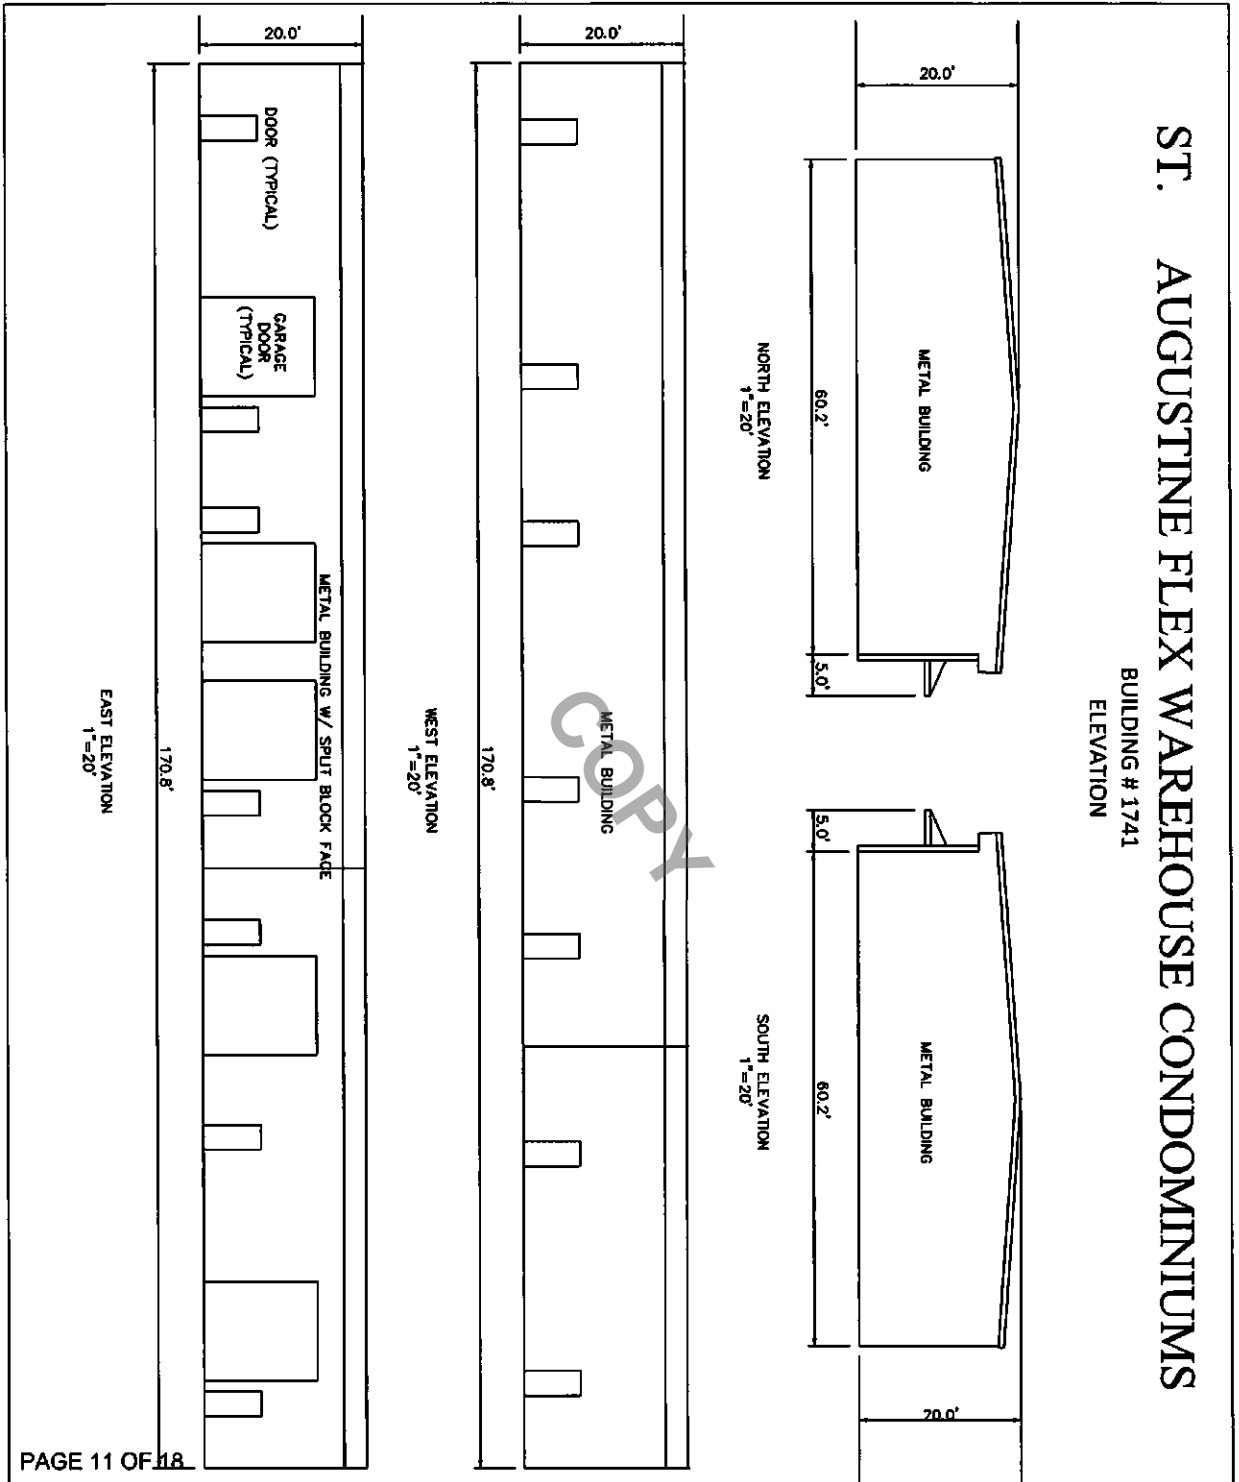 ST. AUGUSTINE FLEX WAREHOUSE CONDOMINIUMS
BUILDING # 1741
ELEVATION
20.0'
METAL BUILDING
60.2'
5.0'
NORTH ELEVATION
1"=20'
5.0'
METAL BUILDING
60.2'
20.0'
SOUTH ELEVATION
1"=20'
20.0'
METAL BUILDING
170.8'
WEST ELEVATION
1"=20'
20.0'
DOOR (TYPICAL)
GARAGE
DOOR
(TYPICAL)
METAL BUILDING W/ SPLIT BLOCK FACE
170.8'
EAST ELEVATION
1"=20'
COPY
PAGE 11 OF 18